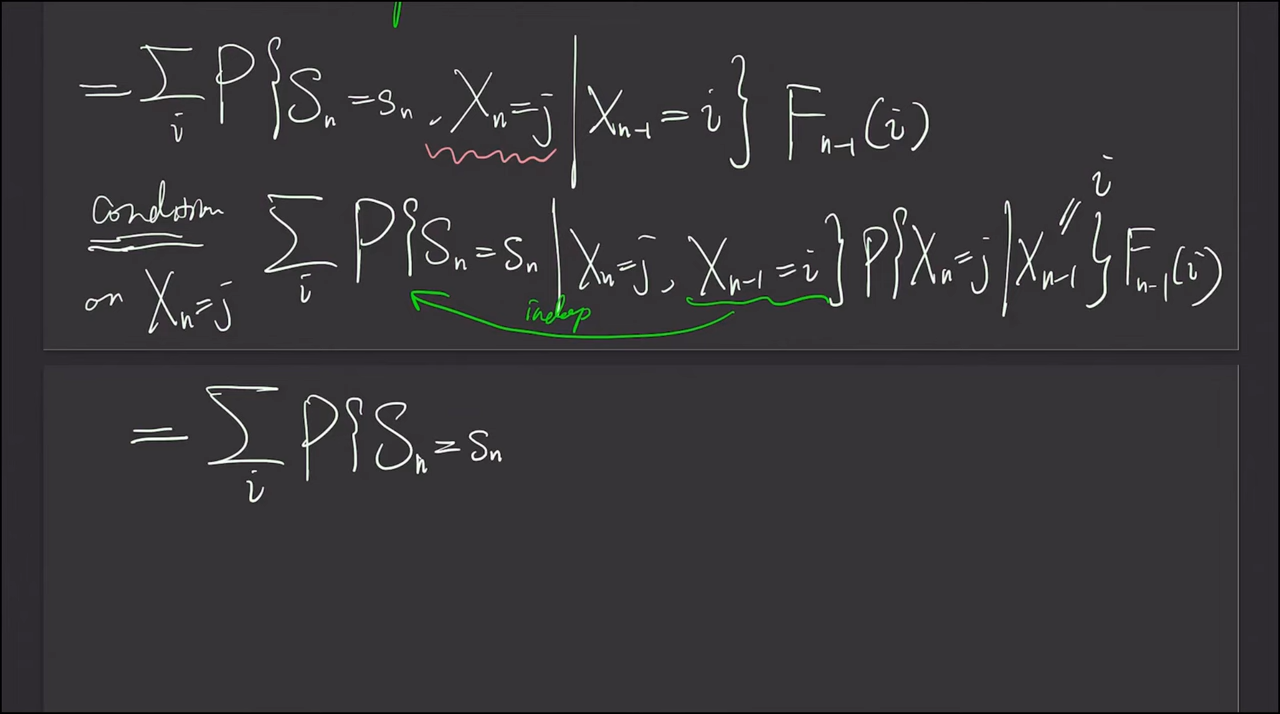 = Σ_i P{S_n = s_n, X_n = j | X_{n-1} = i} F_{n-1}(i)
condition on X_n = j Σ_i P{S_n = s_n | X_n = j, X_{n-1} = i} P{X_n = j | X_{n-1} = i} F_{n-1}(i)
indep
= Σ_i P{S_n = s_n